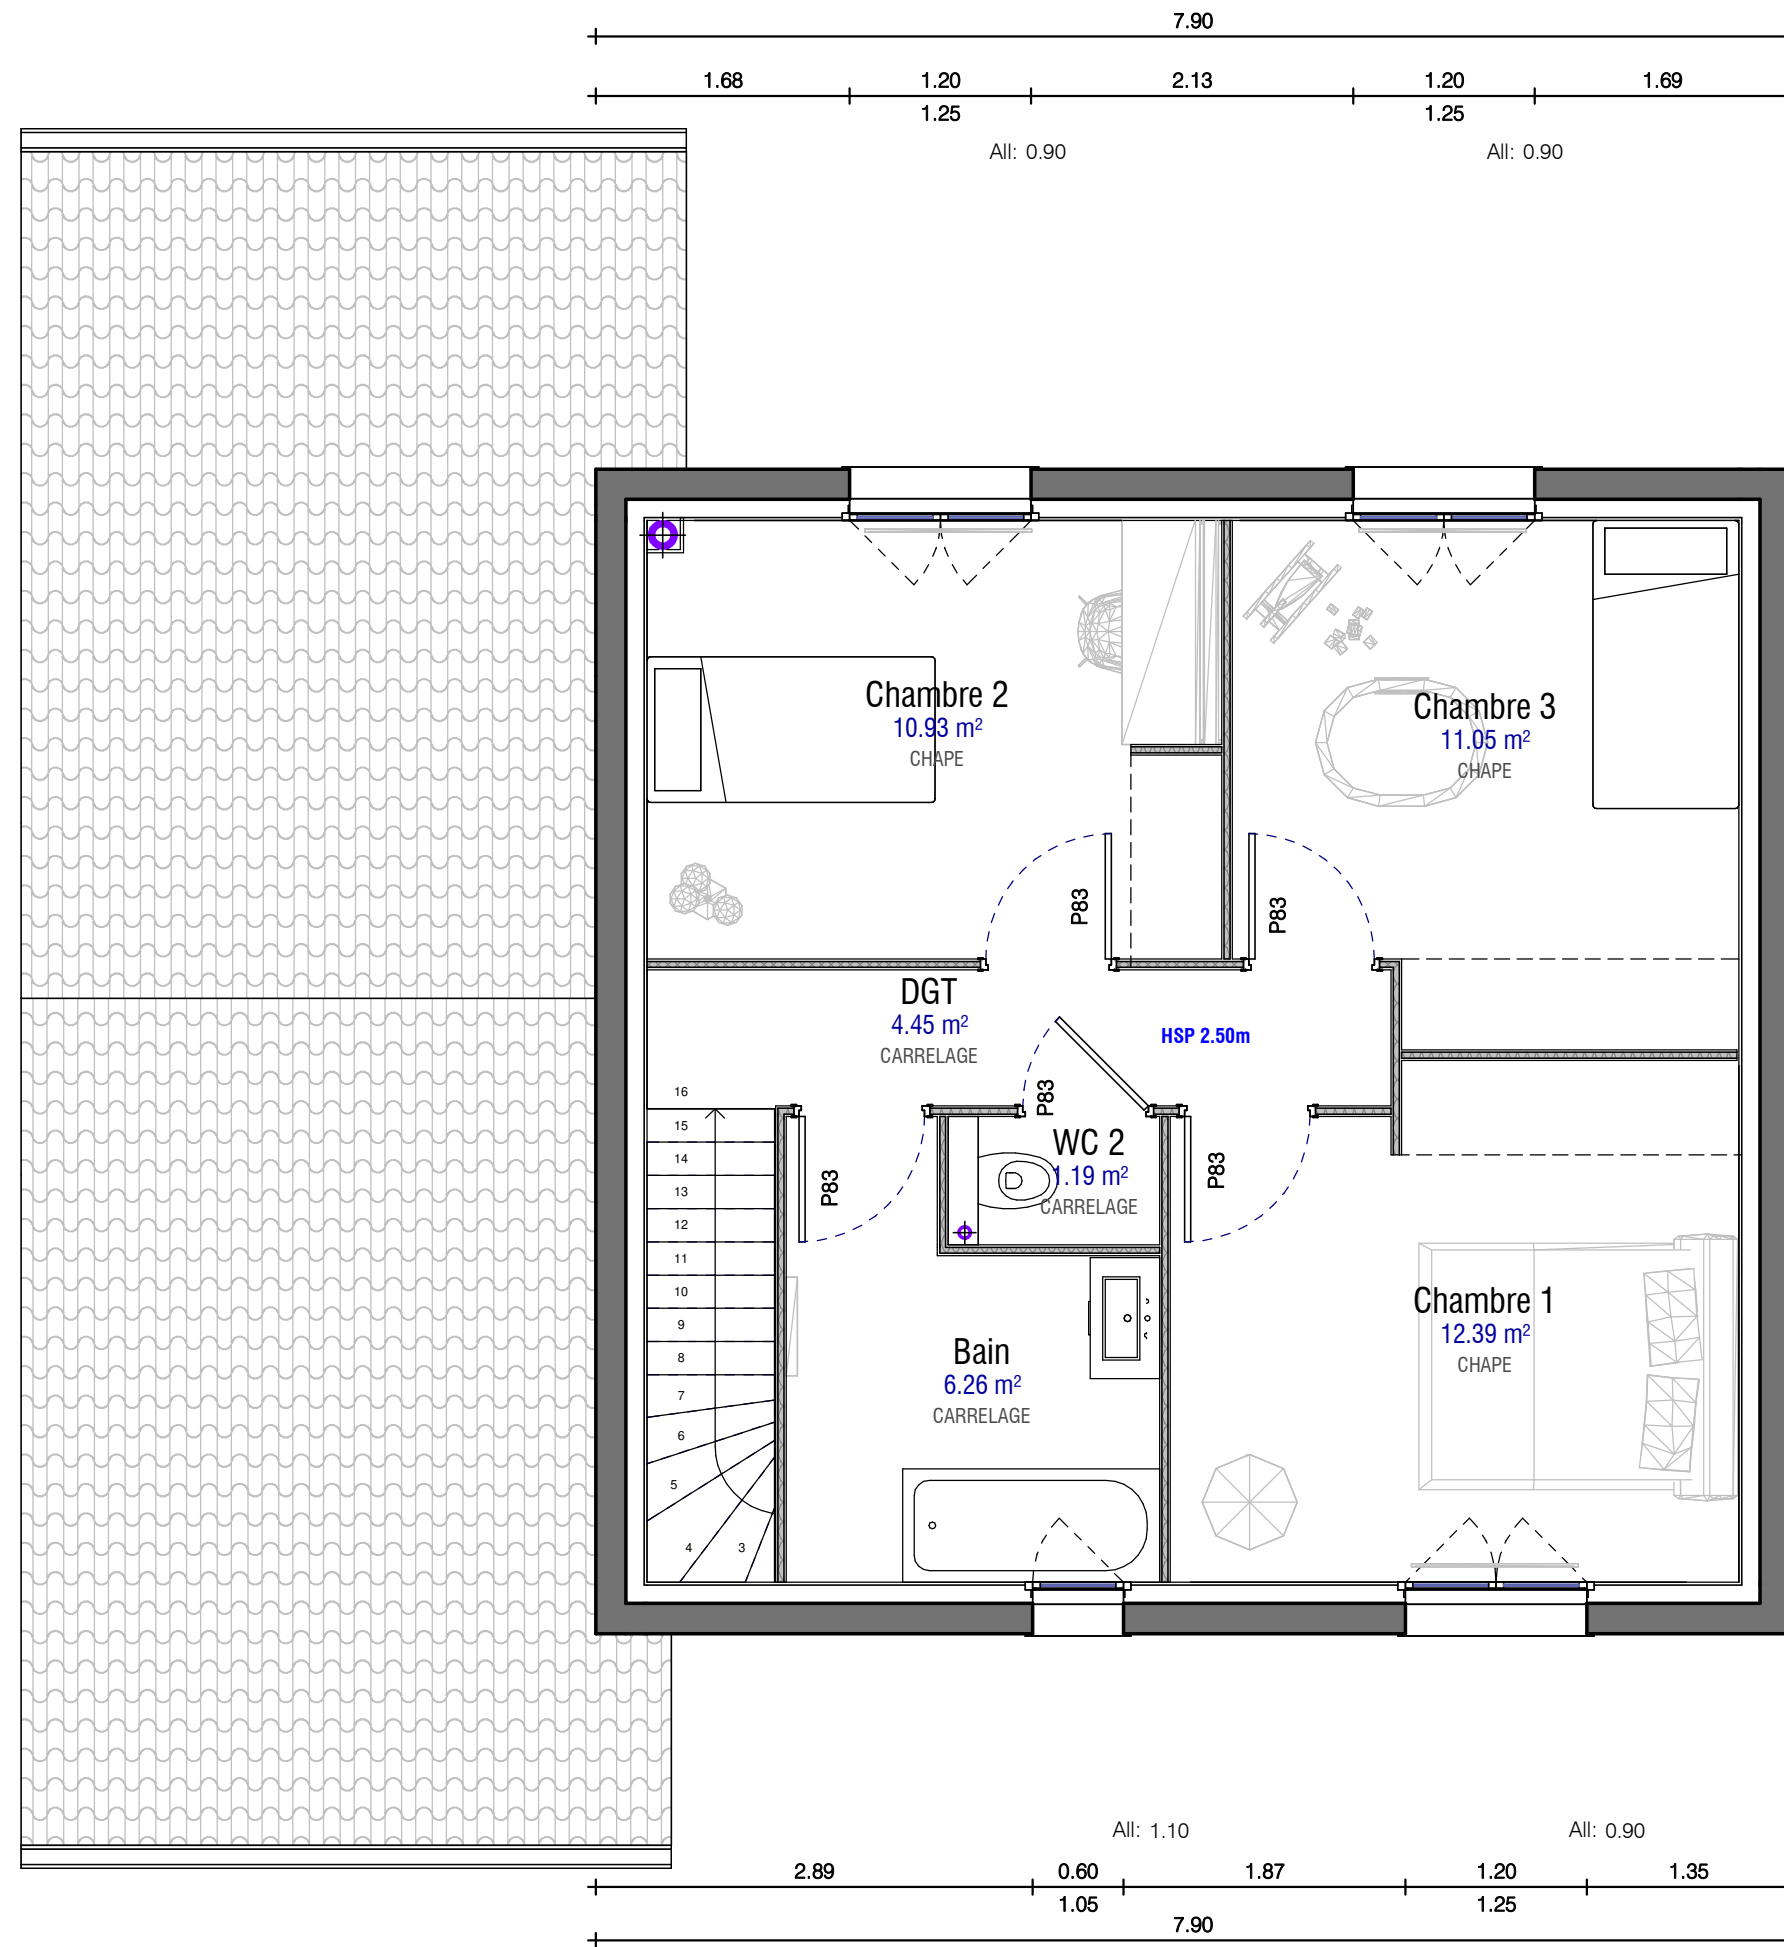 7.90
1.68 1.20 2.13 1.20 1.69
1.25 1.25
All: 0.90 All: 0.90
Chambre 2
10.93 m²
CHAPE
Chambre 3
11.05 m²
CHAPE
P83
P83
DGT
4.45 m²
CARRELAGE
HSP 2.50m
P83
16
15
14
13
12
11
10
9
8
7
6
5
4
3
P83
WC 2
1.19 m²
CARRELAGE
P83
Bain
6.26 m²
CARRELAGE
Chambre 1
12.39 m²
CHAPE
All: 1.10 All: 0.90
2.89 0.60 1.87 1.20 1.35
1.05 1.25
7.90